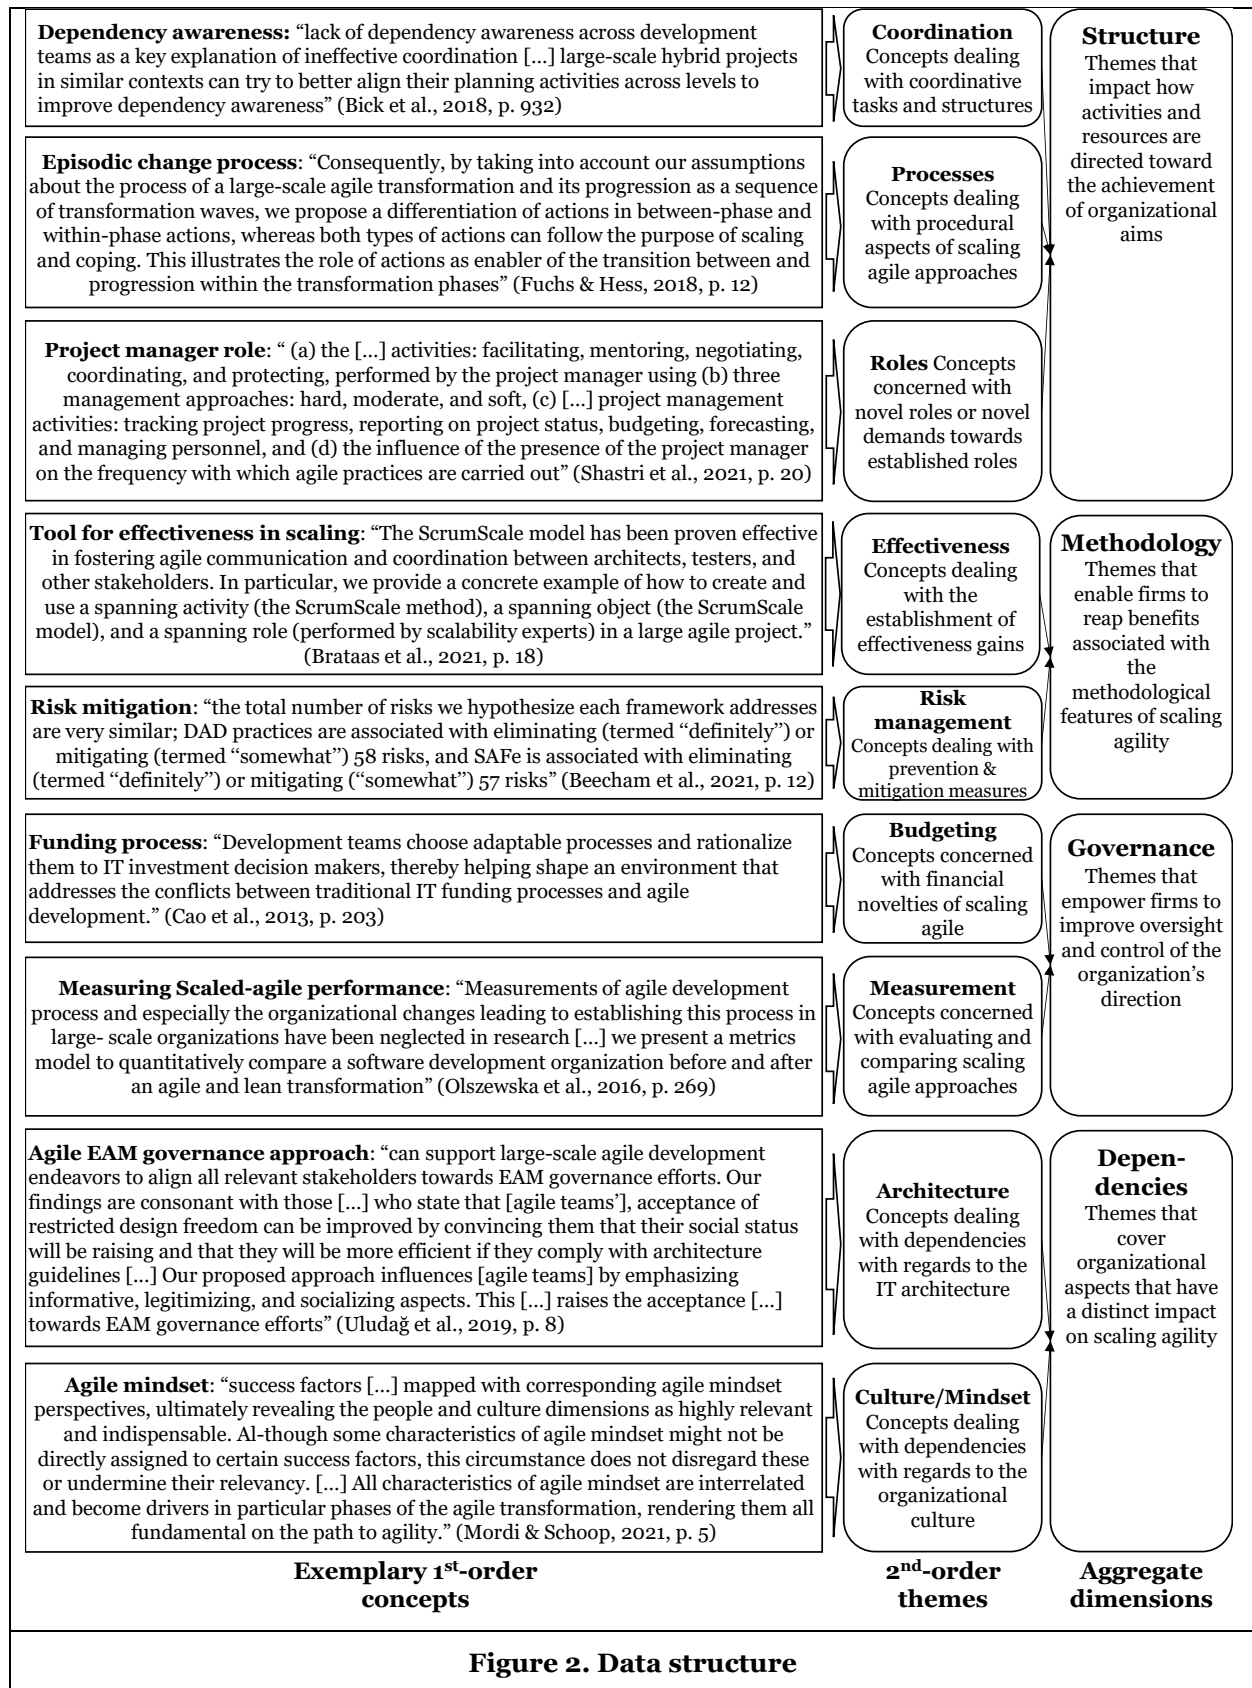 Dependency awareness: “lack of dependency awareness across development
teams as a key explanation of ineffective coordination […] large-scale hybrid projects
in similar contexts can try to better align their planning activities across levels to
improve dependency awareness” (Bick et al., 2018, p. 932)
Coordination
Concepts dealing
with coordinative
tasks and structures
Structure
Themes that
impact how
activities and
resources are
directed toward
the achievement
of organizational
aims
Episodic change process: “Consequently, by taking into account our assumptions
about the process of a large-scale agile transformation and its progression as a sequence
of transformation waves, we propose a differentiation of actions in between-phase and
within-phase actions, whereas both types of actions can follow the purpose of scaling
and coping. This illustrates the role of actions as enabler of the transition between and
progression within the transformation phases” (Fuchs & Hess, 2018, p. 12)
Processes
Concepts dealing
with procedural
aspects of scaling
agile approaches
Project manager role: “ (a) the […] activities: facilitating, mentoring, negotiating,
coordinating, and protecting, performed by the project manager using (b) three
management approaches: hard, moderate, and soft, (c) […] project management
activities: tracking project progress, reporting on project status, budgeting, forecasting,
and managing personnel, and (d) the influence of the presence of the project manager
on the frequency with which agile practices are carried out” (Shastri et al., 2021, p. 20)
Roles Concepts
concerned with
novel roles or novel
demands towards
established roles
Tool for effectiveness in scaling: “The ScrumScale model has been proven effective
in fostering agile communication and coordination between architects, testers, and
other stakeholders. In particular, we provide a concrete example of how to create and
use a spanning activity (the ScrumScale method), a spanning object (the ScrumScale
model), and a spanning role (performed by scalability experts) in a large agile project.”
(Brataas et al., 2021, p. 18)
Effectiveness
Concepts dealing
with the
establishment of
effectiveness gains
Methodology
Themes that
enable firms to
reap benefits
associated with
the
methodological
features of scaling
agility
Risk mitigation: “the total number of risks we hypothesize each framework addresses
are very similar; DAD practices are associated with eliminating (termed “definitely”) or
mitigating (termed “somewhat”) 58 risks, and SAFe is associated with eliminating
(termed “definitely”) or mitigating (“somewhat”) 57 risks” (Beecham et al., 2021, p. 12)
Risk
management
Concepts dealing with
prevention &
mitigation measures
Funding process: “Development teams choose adaptable processes and rationalize
them to IT investment decision makers, thereby helping shape an environment that
addresses the conflicts between traditional IT funding processes and agile
development.” (Cao et al., 2013, p. 203)
Budgeting
Concepts concerned
with financial
novelties of scaling
agile
Governance
Themes that
empower firms to
improve oversight
and control of the
organization’s
direction
Measuring Scaled-agile performance: “Measurements of agile development
process and especially the organizational changes leading to establishing this process in
large- scale organizations have been neglected in research […] we present a metrics
model to quantitatively compare a software development organization before and after
an agile and lean transformation” (Olszewska et al., 2016, p. 269)
Measurement
Concepts concerned
with evaluating and
comparing scaling
agile approaches
Agile EAM governance approach: “can support large-scale agile development
endeavors to align all relevant stakeholders towards EAM governance efforts. Our
findings are consonant with those […] who state that [agile teams’], acceptance of
restricted design freedom can be improved by convincing them that their social status
will be raising and that they will be more efficient if they comply with architecture
guidelines […] Our proposed approach influences [agile teams] by emphasizing
informative, legitimizing, and socializing aspects. This […] raises the acceptance […]
towards EAM governance efforts” (Uludağ et al., 2019, p. 8)
Architecture
Concepts dealing
with dependencies
with regards to the
IT architecture
Depen-
dencies
Themes that
cover
organizational
aspects that have
a distinct impact
on scaling agility
Agile mindset: “success factors […] mapped with corresponding agile mindset
perspectives, ultimately revealing the people and culture dimensions as highly relevant
and indispensable. Al-though some characteristics of agile mindset might not be
directly assigned to certain success factors, this circumstance does not disregard these
or undermine their relevancy. […] All characteristics of agile mindset are interrelated
and become drivers in particular phases of the agile transformation, rendering them all
fundamental on the path to agility.” (Mordi & Schoop, 2021, p. 5)
Culture/Mindset
Concepts dealing
with dependencies
with regards to the
organizational
culture
Exemplary 1st-order
concepts
2nd-order
themes
Aggregate
dimensions
Figure 2. Data structure